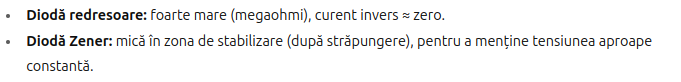 • Diodă redresoare: foarte mare (megaohmi), curent invers ≈ zero.
• Diodă Zener: mică în zona de stabilizare (după străpungere), pentru a menține tensiunea aproape
constantă.